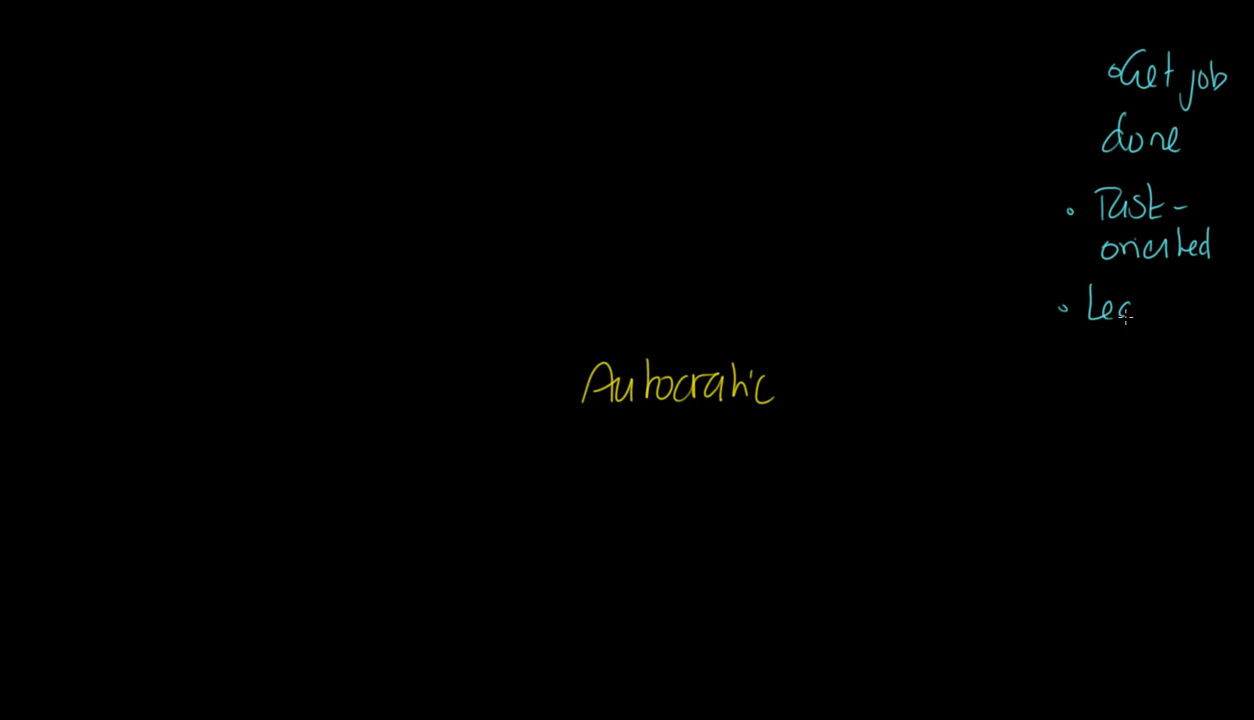 • Get job
done
• Task-
oriented
• Lea
Autocratic